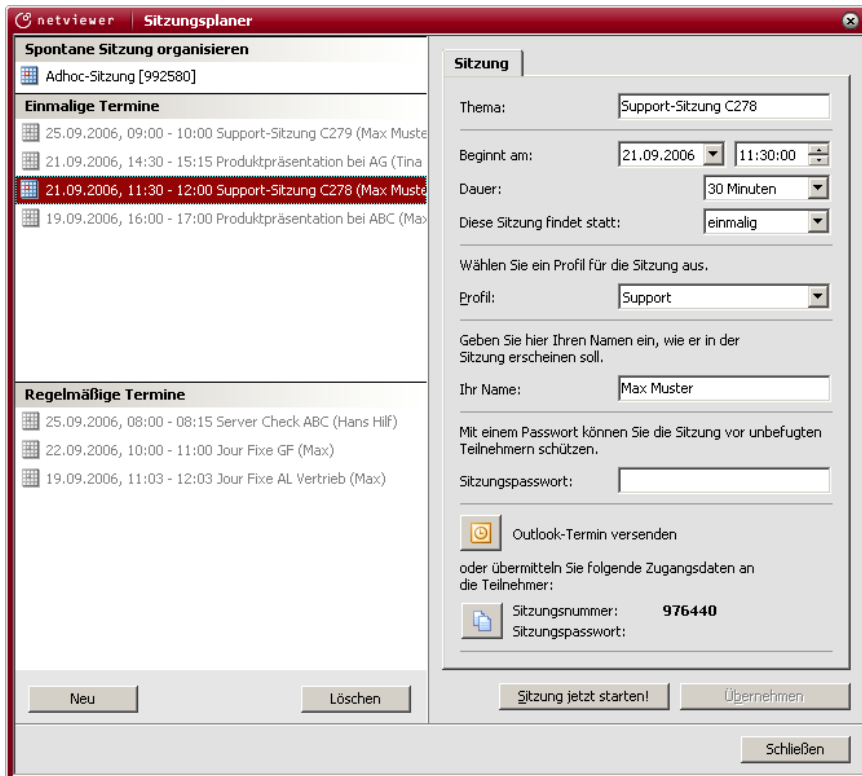 netviewer Sitzungsplaner
Spontane Sitzung organisieren
Adhoc-Sitzung [992580]
Einmalige Termine
25.09.2006, 09:00 - 10:00 Support-Sitzung C279 (Max Muste
21.09.2006, 14:30 - 15:15 Produktpräsentation bei AG (Tina
21.09.2006, 11:30 - 12:00 Support-Sitzung C278 (Max Muste
19.09.2006, 16:00 - 17:00 Produktpräsentation bei ABC (Max
Regelmäßige Termine
25.09.2006, 08:00 - 08:15 Server Check ABC (Hans Hilf)
22.09.2006, 10:00 - 11:00 Jour Fixe GF (Max)
19.09.2006, 11:03 - 12:03 Jour Fixe AL Vertrieb (Max)
Neu
Löschen
Sitzung
Thema: Support-Sitzung C278
Beginnt am: 21.09.2006 11:30:00
Dauer: 30 Minuten
Diese Sitzung findet statt: einmalig
Wählen Sie ein Profil für die Sitzung aus.
Profil: Support
Geben Sie hier Ihren Namen ein, wie er in der
Sitzung erscheinen soll.
Ihr Name: Max Muster
Mit einem Passwort können Sie die Sitzung vor unbefugten
Teilnehmern schützen.
Sitzungspasswort:
Outlook-Termin versenden
oder übermitteln Sie folgende Zugangsdaten an
die Teilnehmer:
Sitzungsnummer: 976440
Sitzungspasswort:
Sitzung jetzt starten!
Übernehmen
Schließen